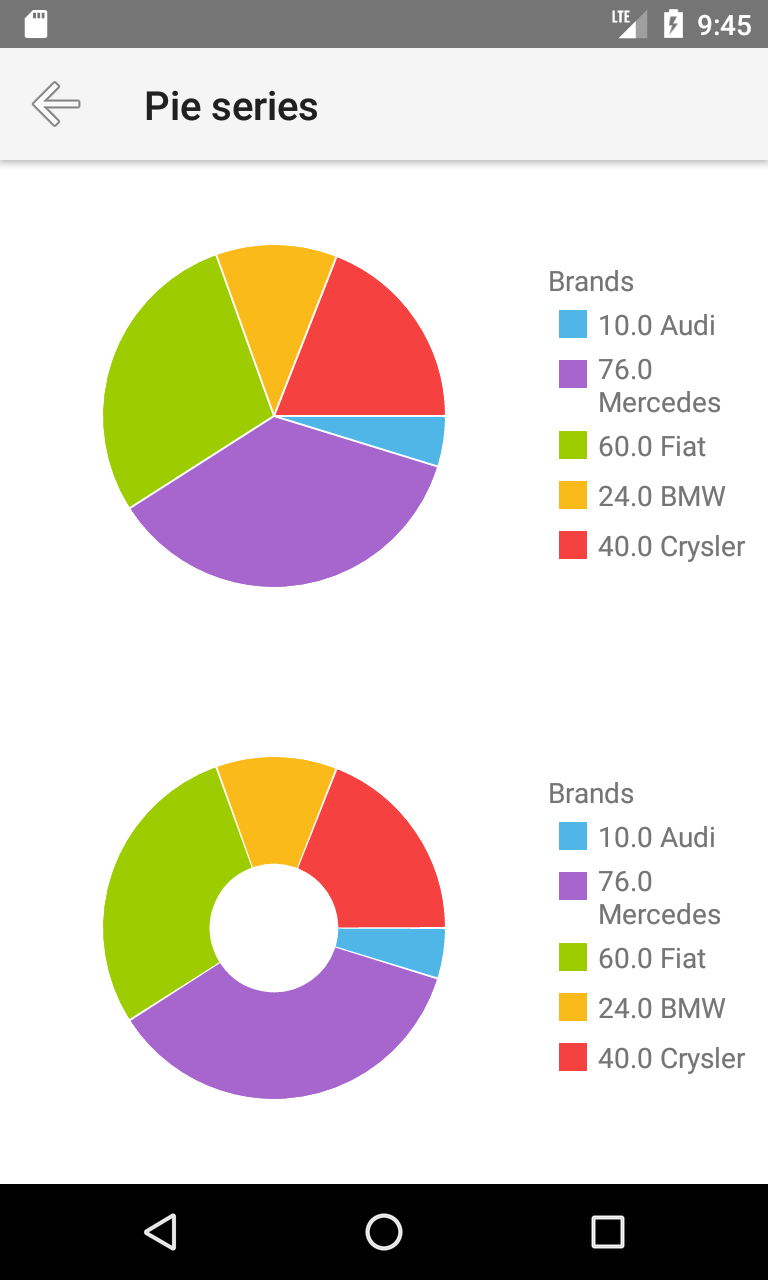 LTE 9:45
Pie series
Brands
10.0 Audi
76.0
Mercedes
60.0 Fiat
24.0 BMW
40.0 Crysler
Brands
10.0 Audi
76.0
Mercedes
60.0 Fiat
24.0 BMW
40.0 Crysler